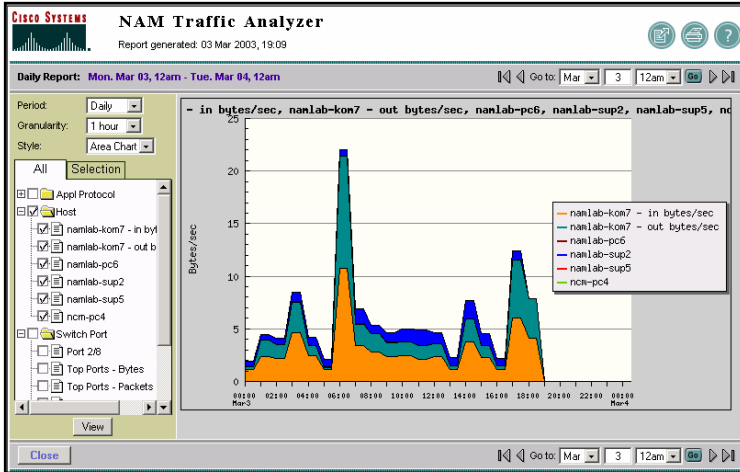 CISCO SYSTEMS
NAM Traffic Analyzer
Report generated: 03 Mar 2003, 19:09
?
Daily Report: Mon. Mar 03, 12am - Tue. Mar 04, 12am
Go to: Mar 3 12am Go
Period: Daily
Granularity: 1 hour
Style: Area Chart
All Selection
Appl Protocol
Host
namlab-kom7 - in byt
namlab-kom7 - out b
namlab-pc6
namlab-sup2
namlab-sup5
ncm-pc4
Switch Port
Port 2/8
Top Ports - Bytes
Top Ports - Packets
View
- in bytes/sec, namlab-kom7 - out bytes/sec, namlab-pc6, namlab-sup2, namlab-sup5, nc
25
20
15
10
5
0
Bytes/sec
00:00 02:00 04:00 06:00 08:00 10:00 12:00 14:00 16:00 18:00 20:00 22:00 00:00
Mar3 Mar4
namlab-kom7 - in bytes/sec
namlab-kom7 - out bytes/sec
namlab-pc6
namlab-sup2
namlab-sup5
ncm-pc4
Close
Go to: Mar 3 12am Go